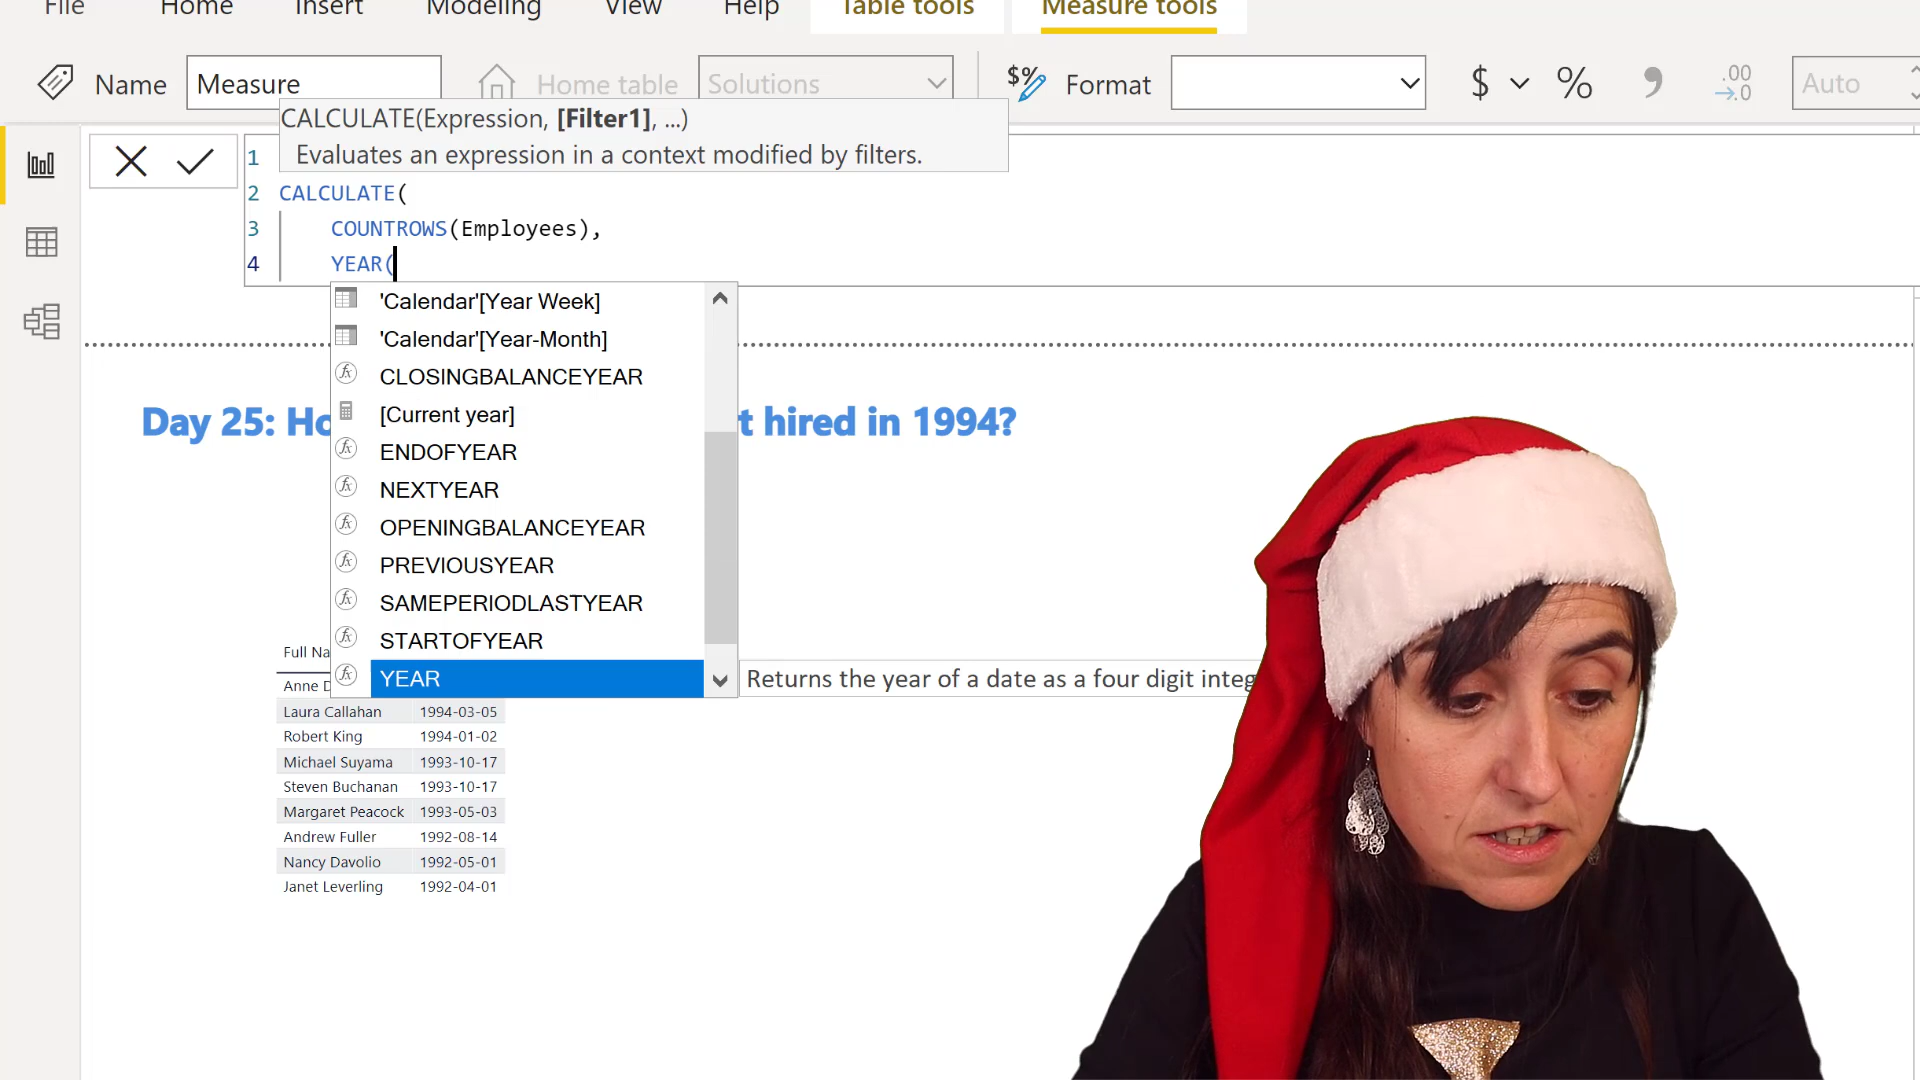 File Home Insert Modeling View Help Table tools Measure tools
Name Measure Home table Solutions $% Format $ % .00 .0 Auto
CALCULATE(Expression, [Filter1], ...)
Evaluates an expression in a context modified by filters.
1
2 CALCULATE(
3 COUNTROWS(Employees),
4 YEAR(
'Calendar'[Year Week]
'Calendar'[Year-Month]
CLOSINGBALANCEYEAR
[Current year]
ENDOFYEAR
NEXTYEAR
OPENINGBALANCEYEAR
PREVIOUSYEAR
SAMEPERIODLASTYEAR
STARTOFYEAR
YEAR Returns the year of a date as a four digit integ
Day 25: Ho t hired in 1994?
Full Na
Anne D
Laura Callahan 1994-03-05
Robert King 1994-01-02
Michael Suyama 1993-10-17
Steven Buchanan 1993-10-17
Margaret Peacock 1993-05-03
Andrew Fuller 1992-08-14
Nancy Davolio 1992-05-01
Janet Leverling 1992-04-01